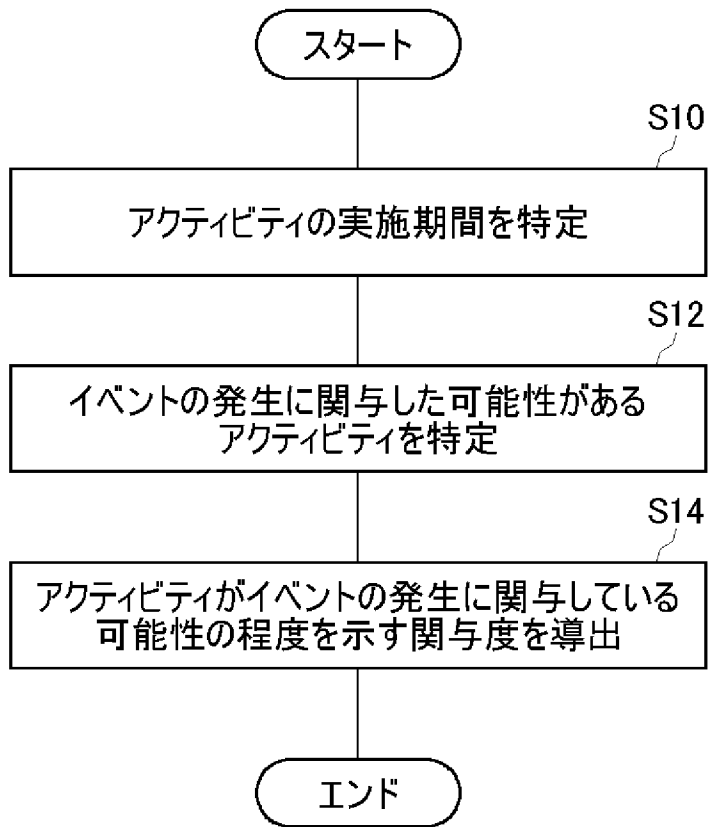 スタート
S10
アクティビティの実施期間を特定
S12
イベントの発生に関与した可能性がある
アクティビティを特定
S14
アクティビティがイベントの発生に関与している
可能性の程度を示す関与度を導出
エンド